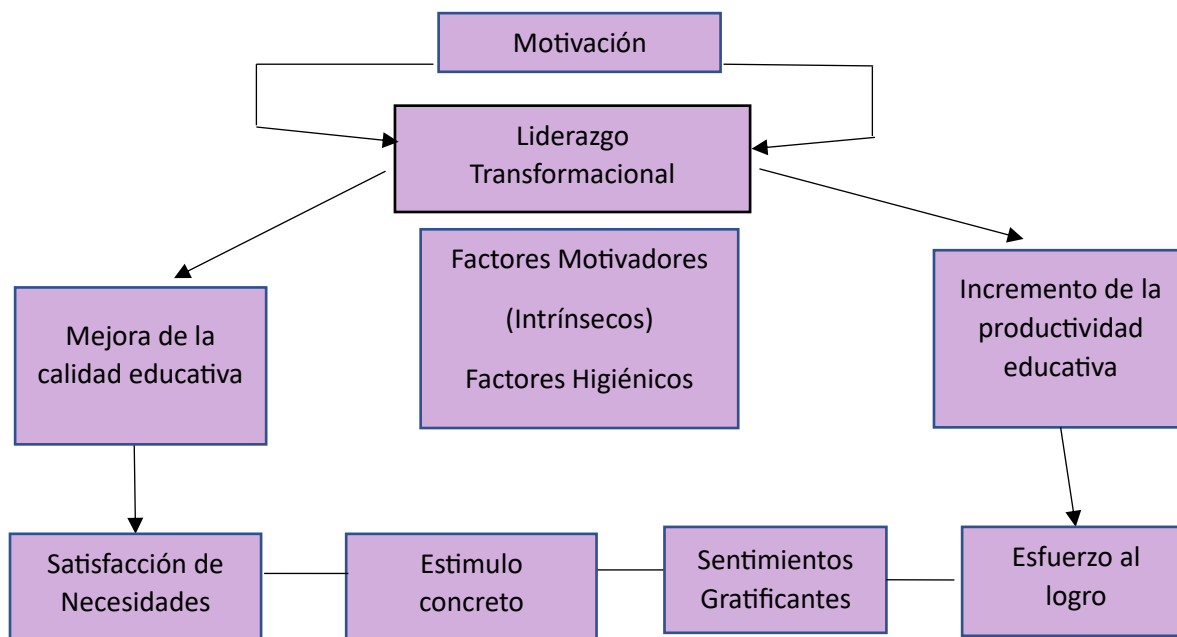 Motivación
Liderazgo
Transformacional
Factores Motivadores
(Intrínsecos)
Factores Higiénicos
Mejora de la
calidad educativa
Incremento de la
productividad
educativa
Satisfacción de
Necesidades
Estimulo
concreto
Sentimientos
Gratificantes
Esfuerzo al
logro